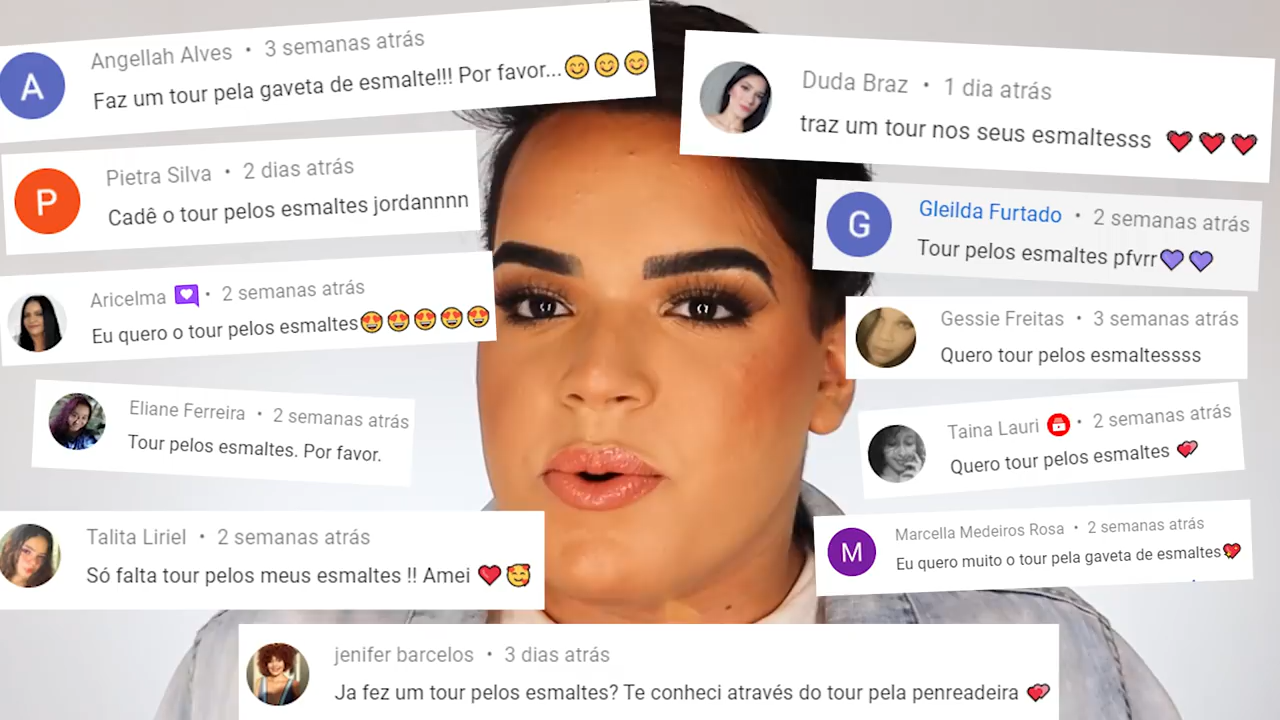 Angellah Alves • 3 semanas atrás
Faz um tour pela gaveta de esmalte!!! Por favor...😊😊😊
Pietra Silva • 2 dias atrás
Cadê o tour pelos esmaltes jordannnn
Aricelma • 2 semanas atrás
Eu quero o tour pelos esmaltes😍😍😍😍😍
Eliane Ferreira • 2 semanas atrás
Tour pelos esmaltes. Por favor.
Talita Liriel • 2 semanas atrás
Só falta tour pelos meus esmaltes !! Amei ❤️🥰
Duda Braz • 1 dia atrás
traz um tour nos seus esmaltesss ❤️❤️❤️
Gleilda Furtado • 2 semanas atrás
Tour pelos esmaltes pfvrr💜💜
Gessie Freitas • 3 semanas atrás
Quero tour pelos esmaltessss
Taina Lauri • 2 semanas atrás
Quero tour pelos esmaltes 💓
Marcella Medeiros Rosa • 2 semanas atrás
Eu quero muito o tour pela gaveta de esmaltes💓
jenifer barcelos • 3 dias atrás
Ja fez um tour pelos esmaltes? Te conheci através do tour pela penreadeira 💞
A
P
G
M